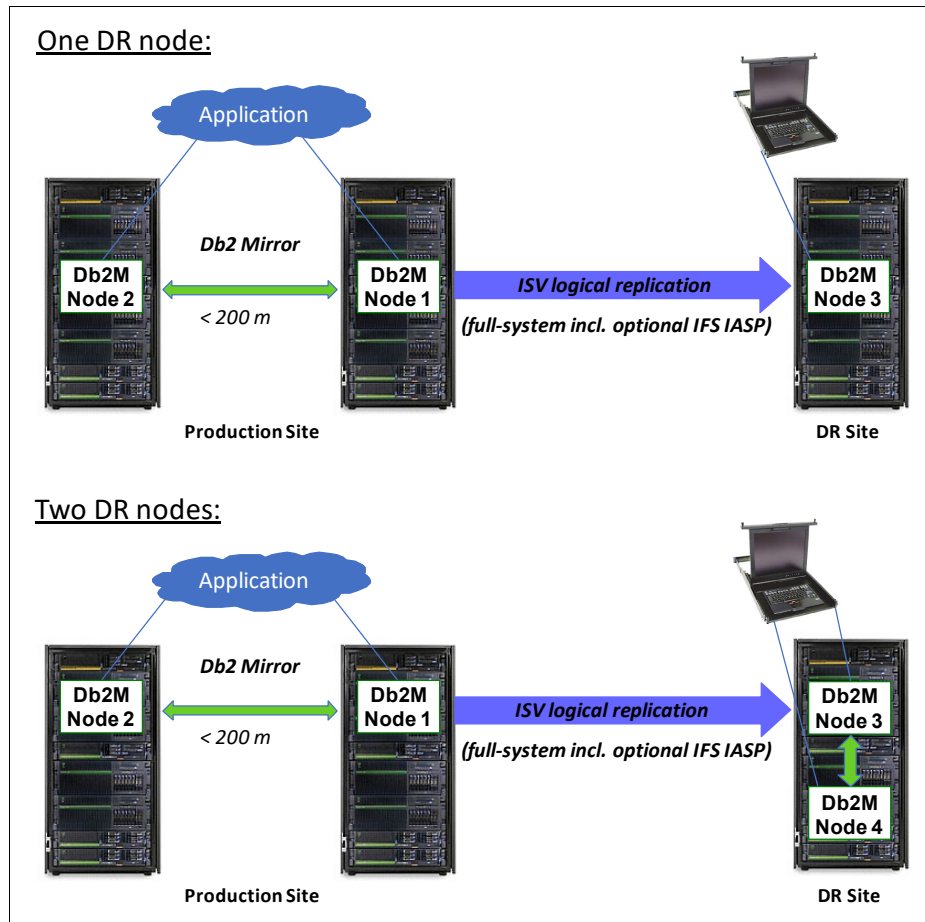 One DR node:
Application
Db2 Mirror
Db2M
Node 2
Db2M
Node 1
ISV logical replication
Db2M
Node 3
< 200 m
(full-system incl. optional IFS IASP)
Production Site
DR Site
Two DR nodes:
Application
Db2 Mirror
Db2M
Node 2
Db2M
Node 1
ISV logical replication
Db2M
Node 3
< 200 m
(full-system incl. optional IFS IASP)
Db2M
Node 4
Production Site
DR Site